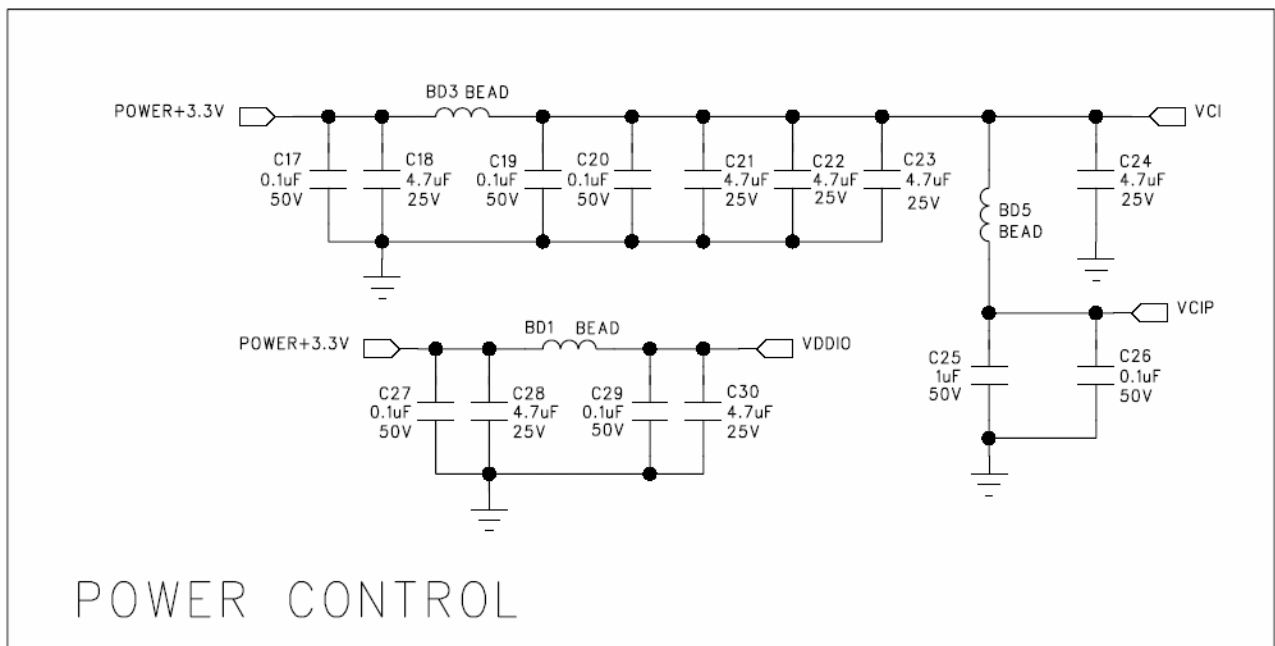 BD3 BEAD
POWER+3.3V
VCI
C17
0.1uF
50V
C18
4.7uF
25V
C19
0.1uF
50V
C20
0.1uF
50V
C21
4.7uF
25V
C22
4.7uF
25V
C23
4.7uF
25V
C24
4.7uF
25V
BD5
BEAD
VCIP
BD1 BEAD
POWER+3.3V
VDDIO
C27
0.1uF
50V
C28
4.7uF
25V
C29
0.1uF
50V
C30
4.7uF
25V
C25
1uF
50V
C26
0.1uF
50V
POWER CONTROL